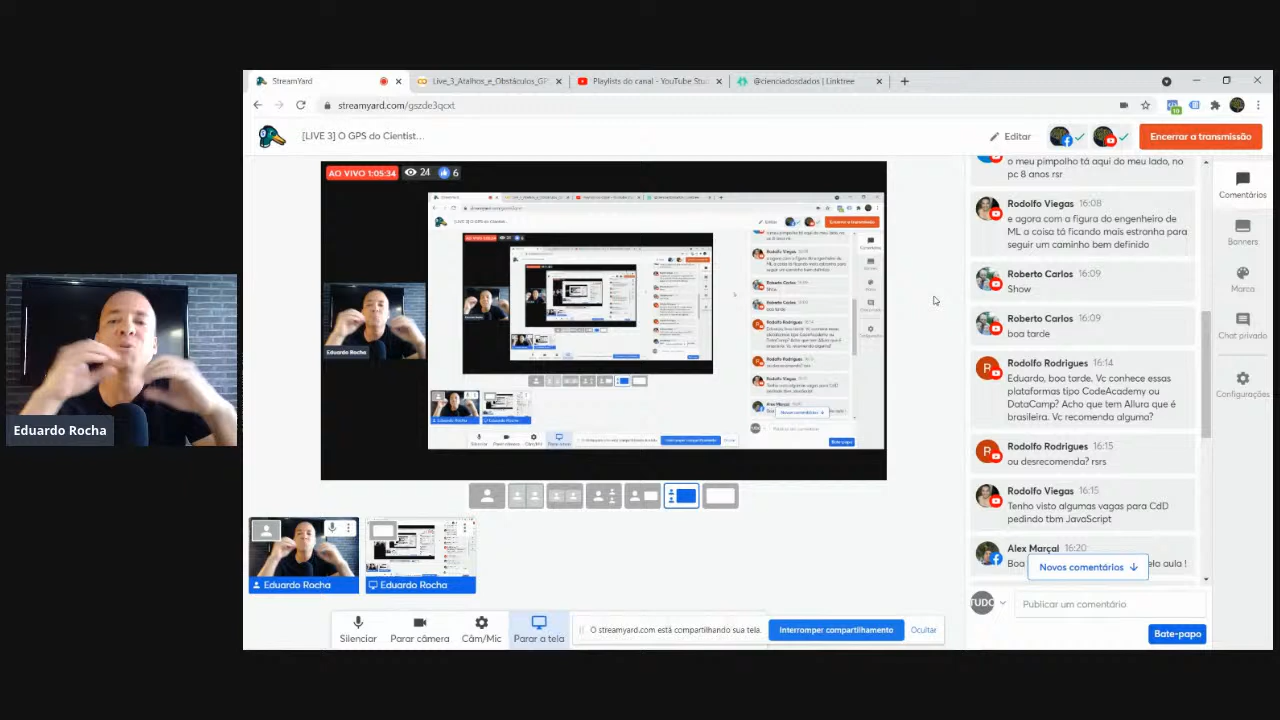 StreamYard
Live_3_Atalhos_e_Obstáculos_GP
Playlists do canal - YouTube Stu
@cienciadosdados | Linktree
streamyard.com/gszde3qcxt
[LIVE 3] O GPS do Cientist...
Editar
Encerrar a transmissão
AO VIVO 1:05:34
24
6
o meu pimpolho tá aqui do meu lado, no
pc 8 anos rsr
Rodolfo Viegas 16:08
e agora com a figura do engenheiro de
ML a coisa tá ficando mais estranha para
seguir um caminho bem definido
Roberto Carlos 16:09
Show
Roberto Carlos 16:09
boa tarde
Rodolfo Rodrigues 16:14
Eduardo, boa tarde. Vc conhece essas
plataformas tipo CodeAcademy ou
DataCamp? Acho que tem Allura que é
brasileira. Vc recomenda alguma?
Rodolfo Rodrigues 16:15
ou desrecomenda? rsrs
Rodolfo Viegas 16:15
Tenho visto algumas vagas para CdD
pedindo tbm JavaScript
Alex Marçal 16:20
Boa
aula !
Novos comentários
Publicar um comentário
Bate-papo
Comentários
Banners
Marca
Chat privado
Configurações
Eduardo Rocha
Eduardo Rocha
Eduardo Rocha
Eduardo Rocha
Silenciar
Parar câmera
Câm/Mic
Parar a tela
O streamyard.com está compartilhando sua tela.
Interromper compartilhamento
Ocultar